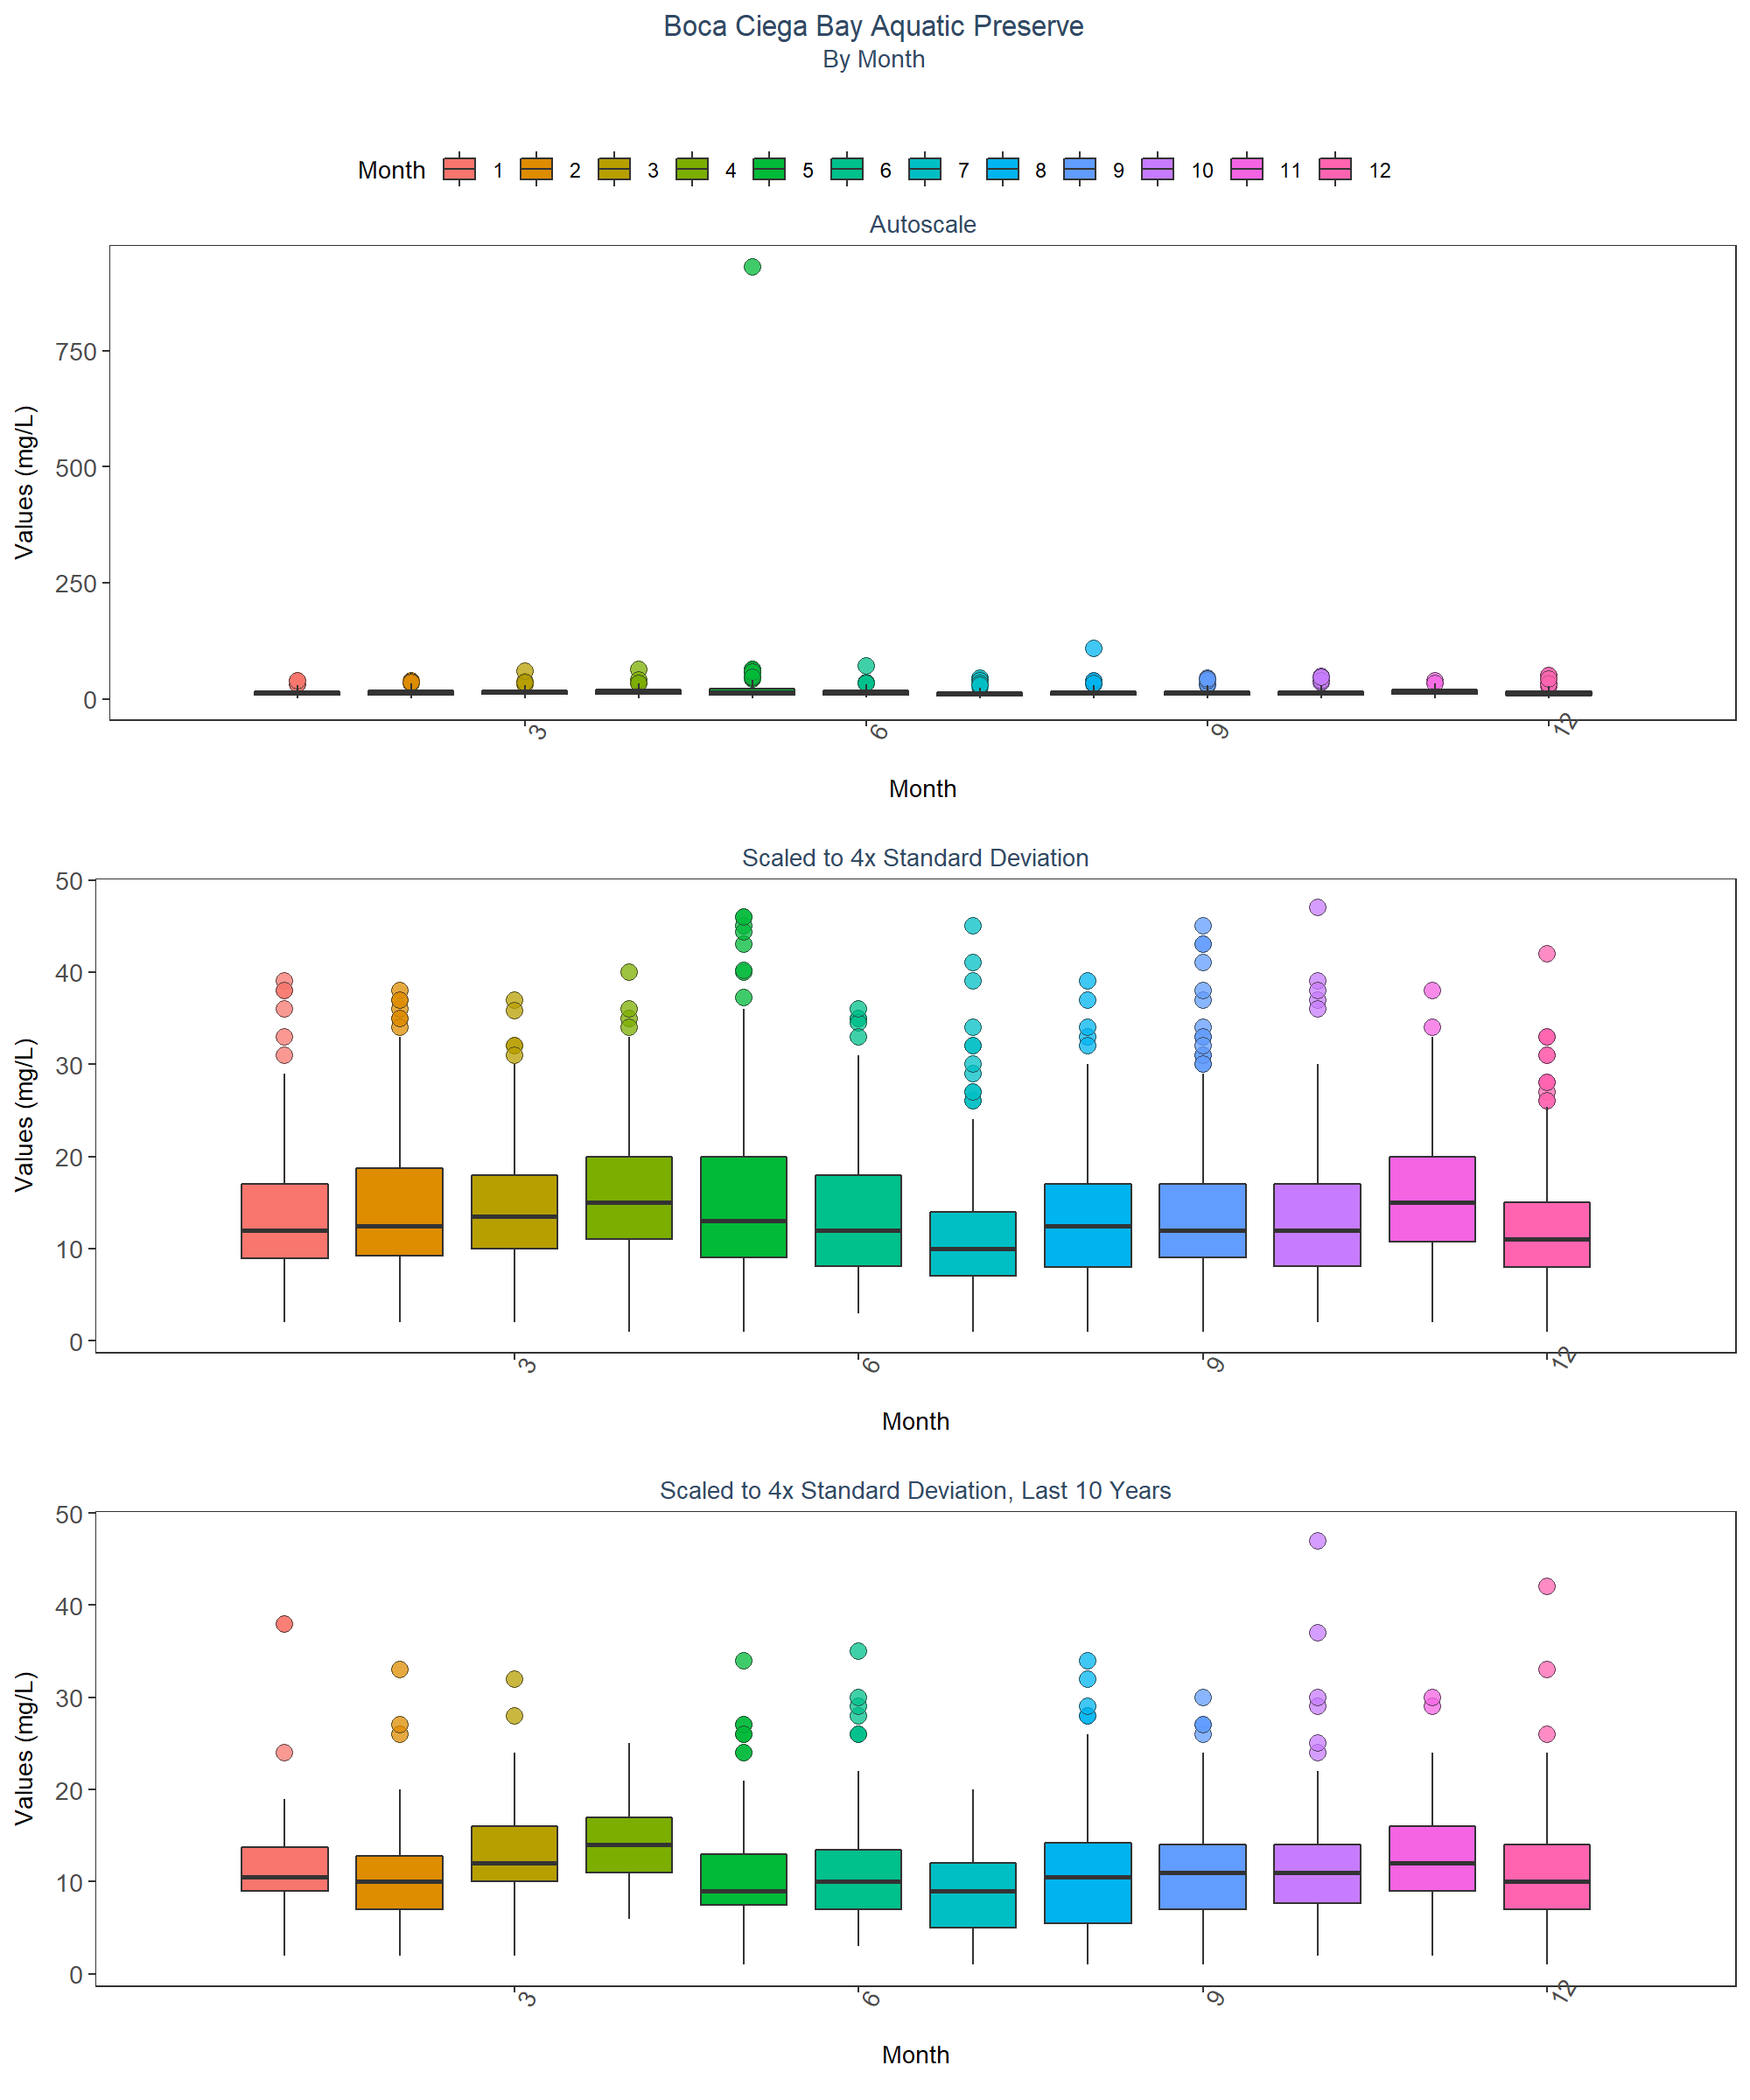 Boca Ciega Bay Aquatic Preserve
By Month
Month 1 2 3 4 5 6 7 8 9 10 11 12
Autoscale
Values (mg/L)
750
500
250
0
3 6 9 12
Month
Scaled to 4x Standard Deviation
Values (mg/L)
50
40
30
20
10
0
3 6 9 12
Month
Scaled to 4x Standard Deviation, Last 10 Years
Values (mg/L)
50
40
30
20
10
0
3 6 9 12
Month